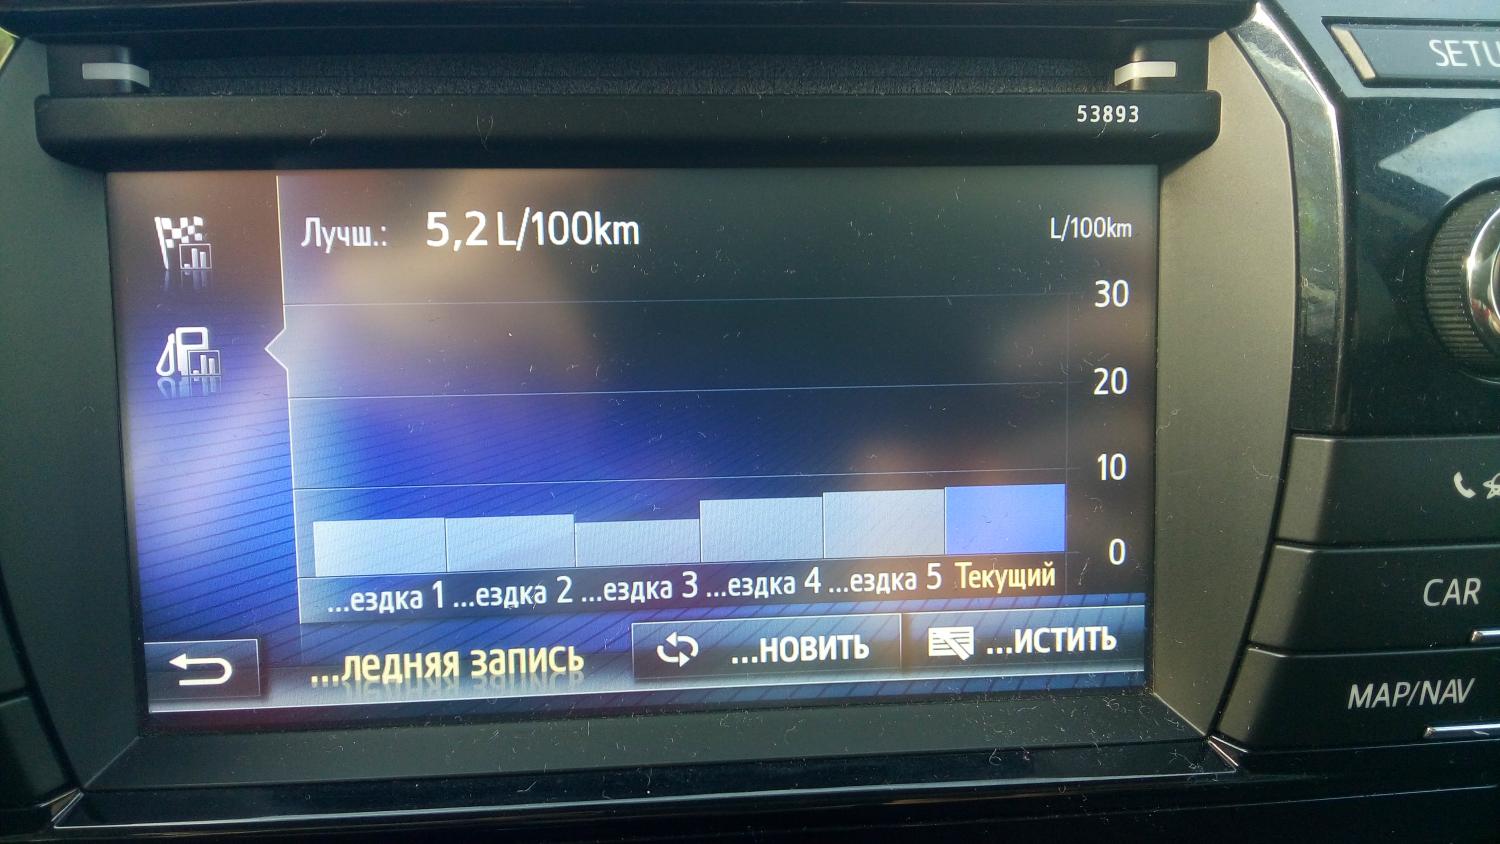 SETU
53893
Лучш.: 5,2 L/100km
L/100km
30
20
10
0
...ездка 1 ...ездка 2 ...ездка 3 ...ездка 4 ...ездка 5 Текущий
...ледняя запись
...НОВИТЬ
...ИСТИТЬ
CAR
MAP/NAV